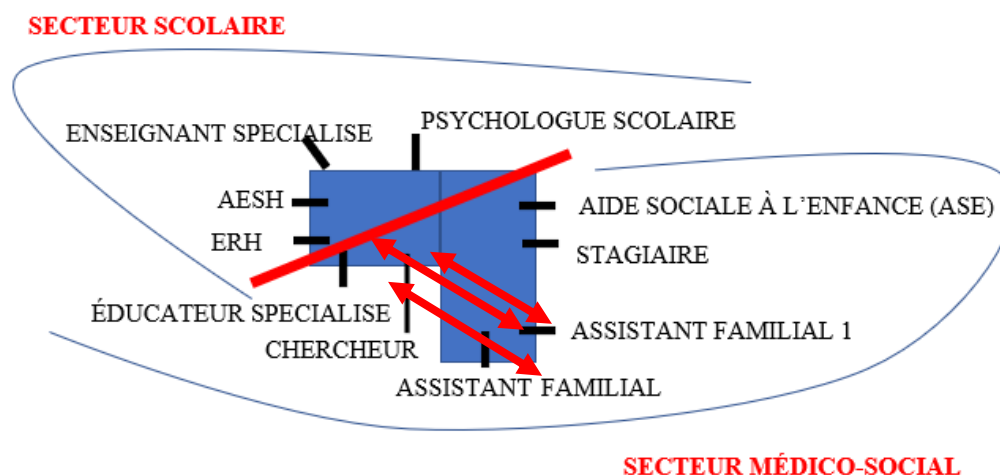 SECTEUR SCOLAIRE
PSYCHOLOGUE SCOLAIRE
ENSEIGNANT SPECIALISE
AESH
AIDE SOCIALE À L’ENFANCE (ASE)
ERH
STAGIAIRE
ÉDUCATEUR SPECIALISE
ASSISTANT FAMILIAL 1
CHERCHEUR
ASSISTANT FAMILIAL
SECTEUR MÉDICO-SOCIAL